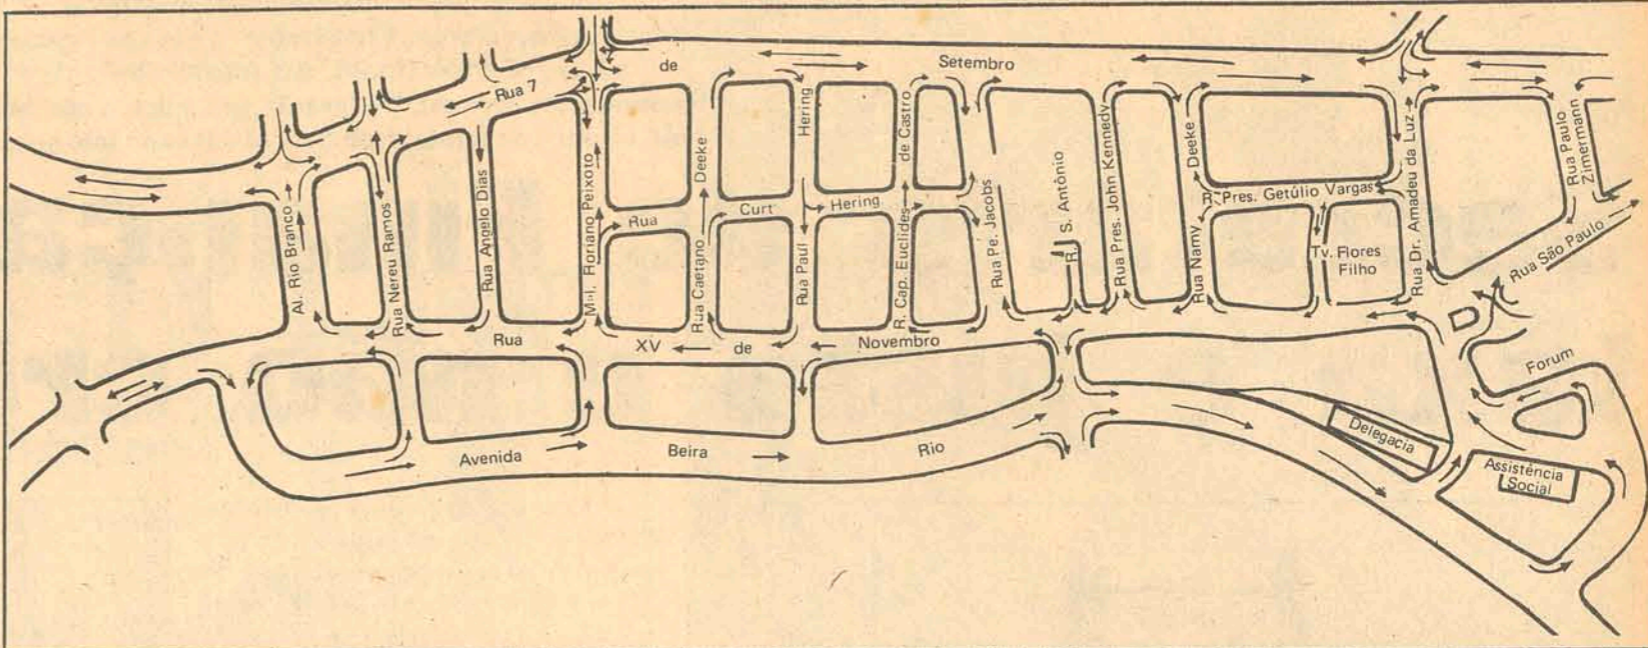 Rua 7
de
Setembro
Al. Rio Branco
Rua Nereu Ramos
Rua Angelo Dias
Mal. Floriano Peixoto
Rua Caetano Deeke
Rua Paul Hering
R. Cap. Euclides de Castro
Rua Pe. Jacobs
R. S. Antônio
Rua Pres. John Kennedy
Rua Namy Deeke
R. Pres. Getúlio Vargas
Tv. Flores
Filho
Rua Dr. Amadeu da Luz
Rua Paulo
Zimermann
Rua São Paulo
Rua Curt Hering
Rua XV de Novembro
Forum
Delegacia
Assistência
Social
Avenida Beira Rio